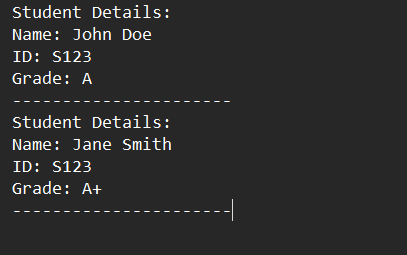 Student Details:
Name: John Doe
ID: S123
Grade: A
----------------------
Student Details:
Name: Jane Smith
ID: S123
Grade: A+
----------------------